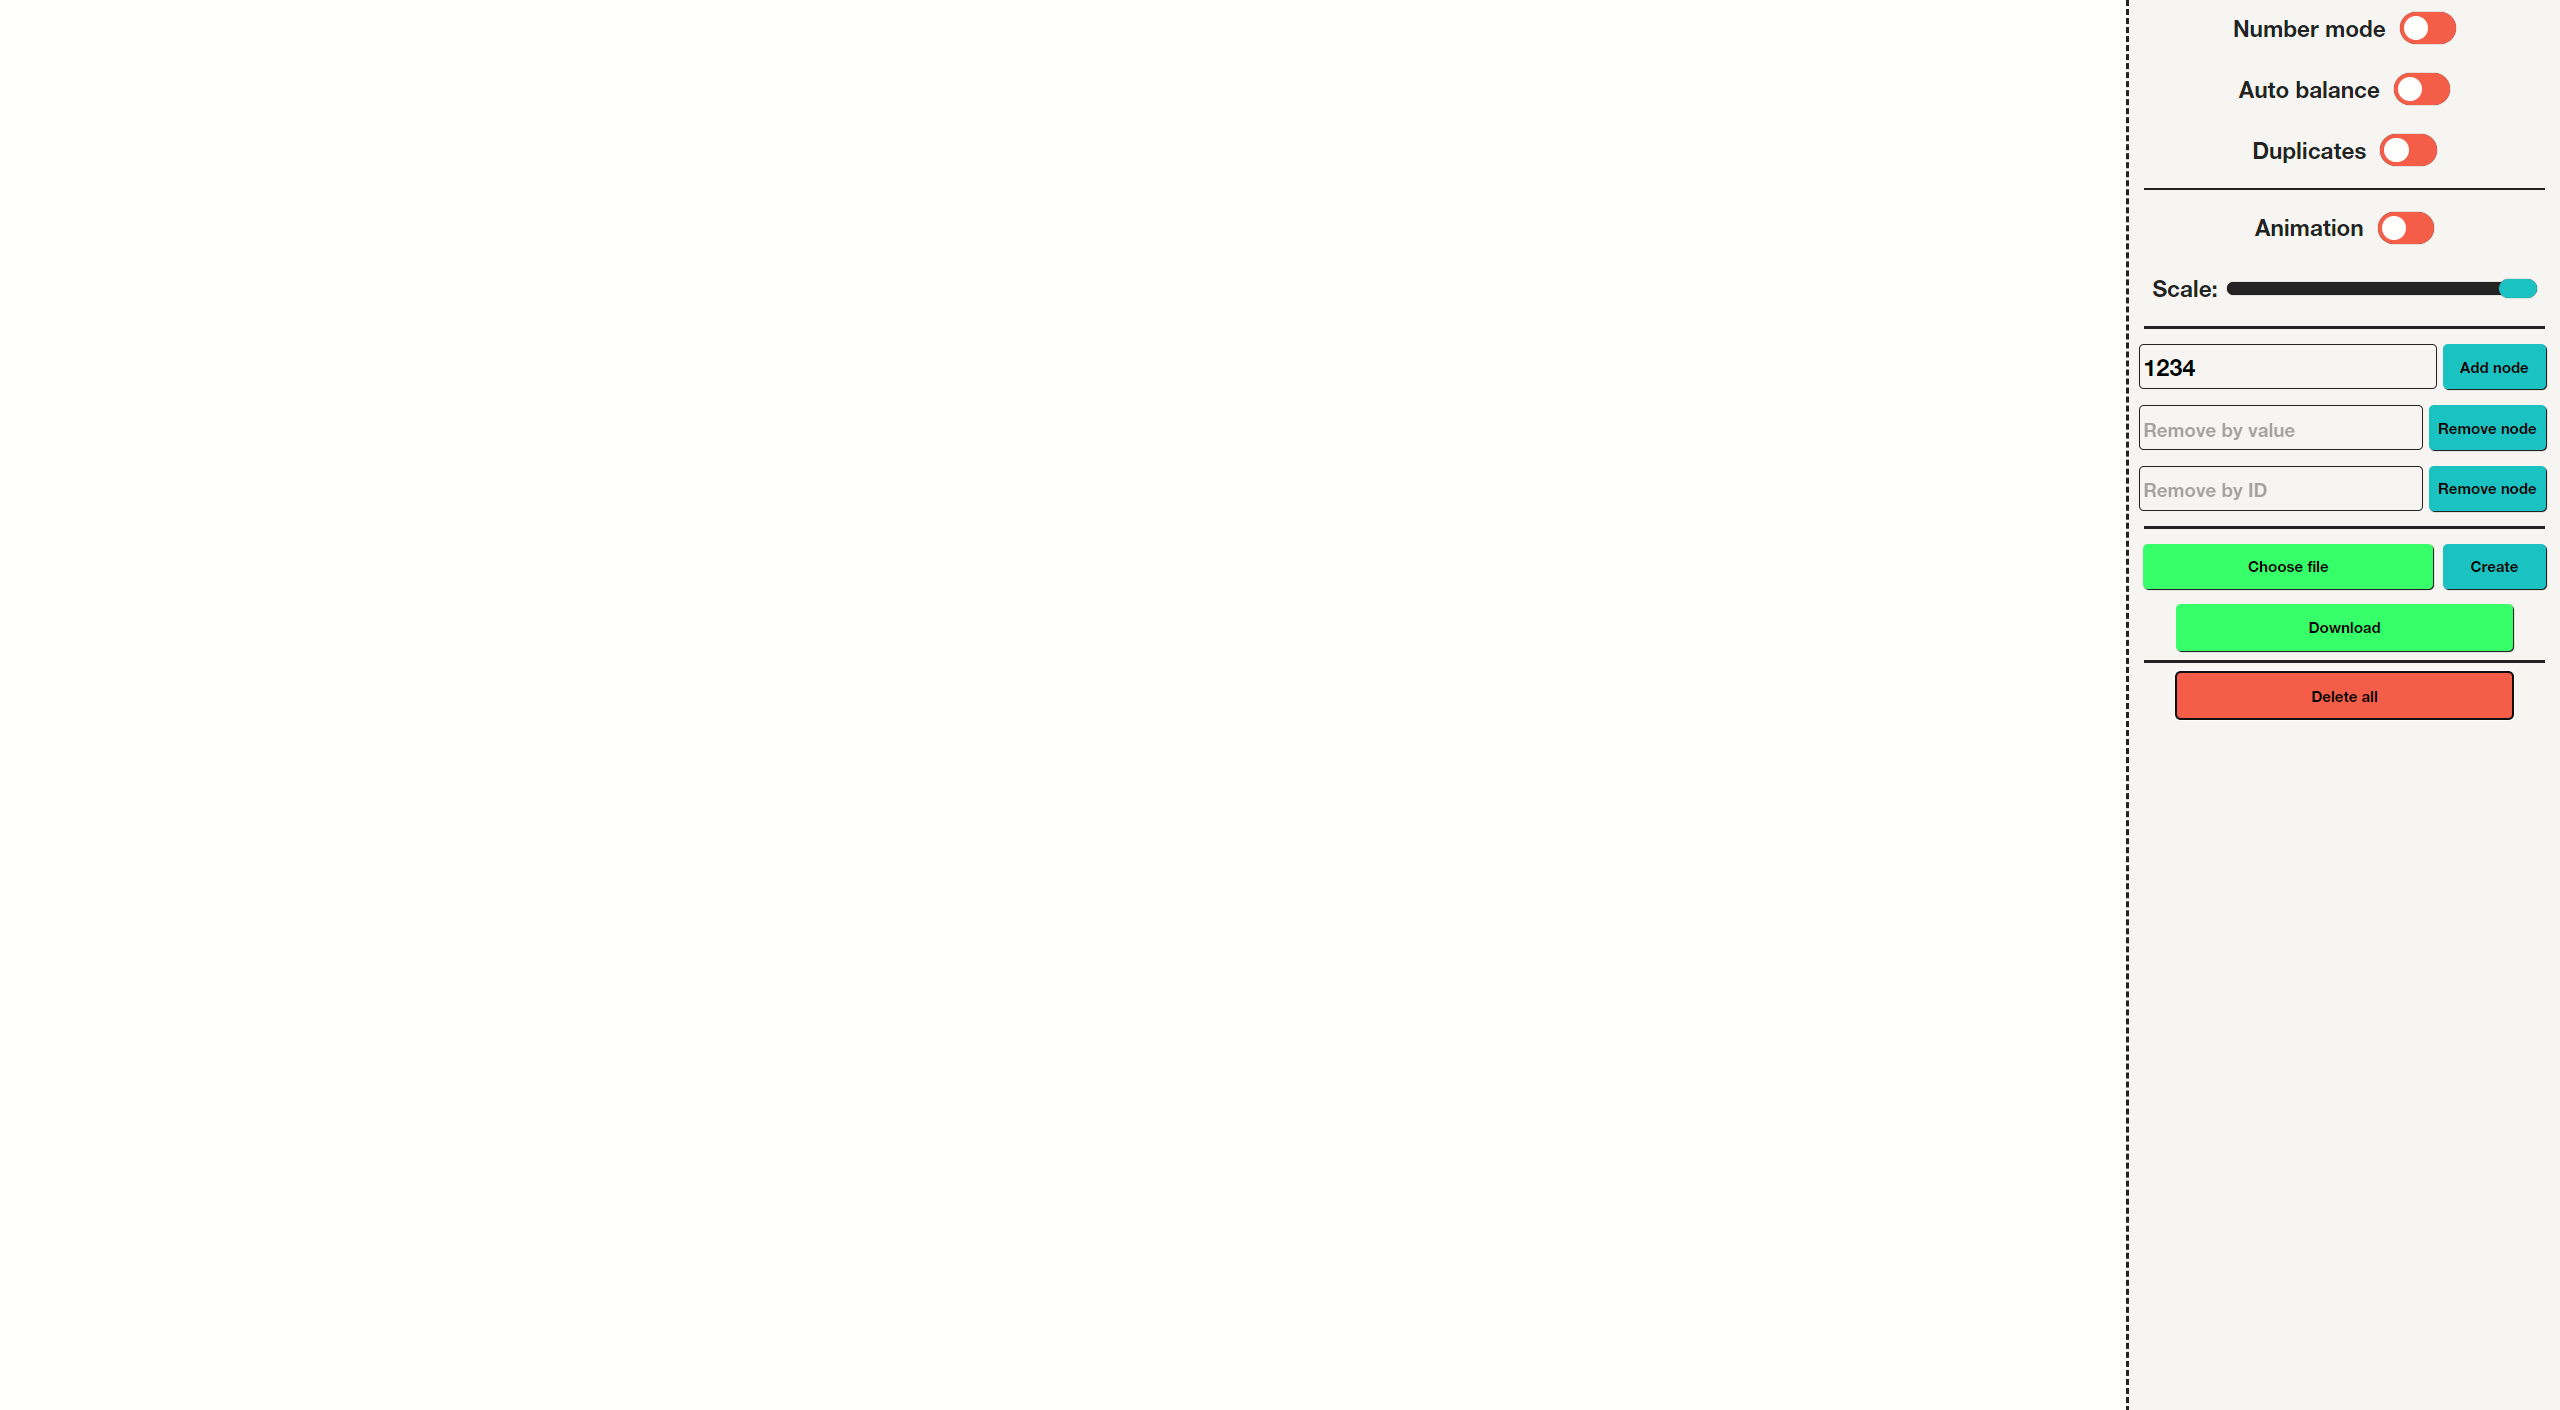 Number mode
Auto balance
Duplicates
Animation
Scale:
1234
Add node
Remove by value
Remove node
Remove by ID
Remove node
Choose file
Create
Download
Delete all